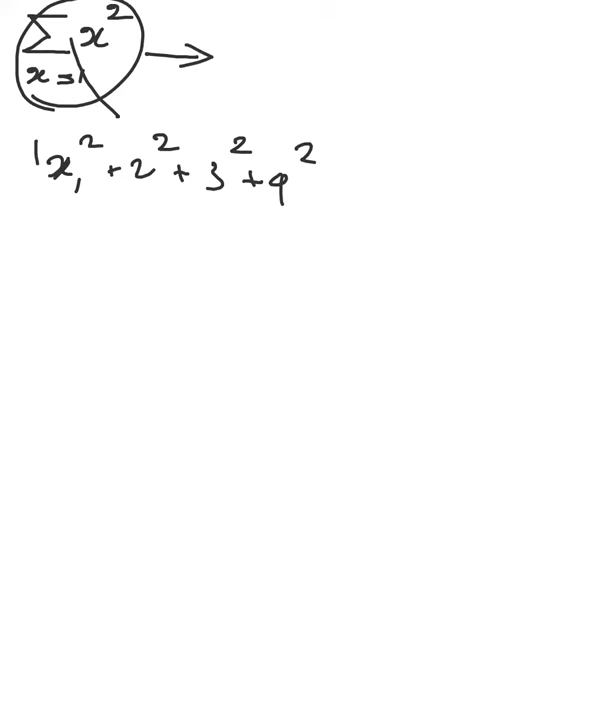 ∑ x²
x = 1
¹x₁² + 2² + 3² + 4²